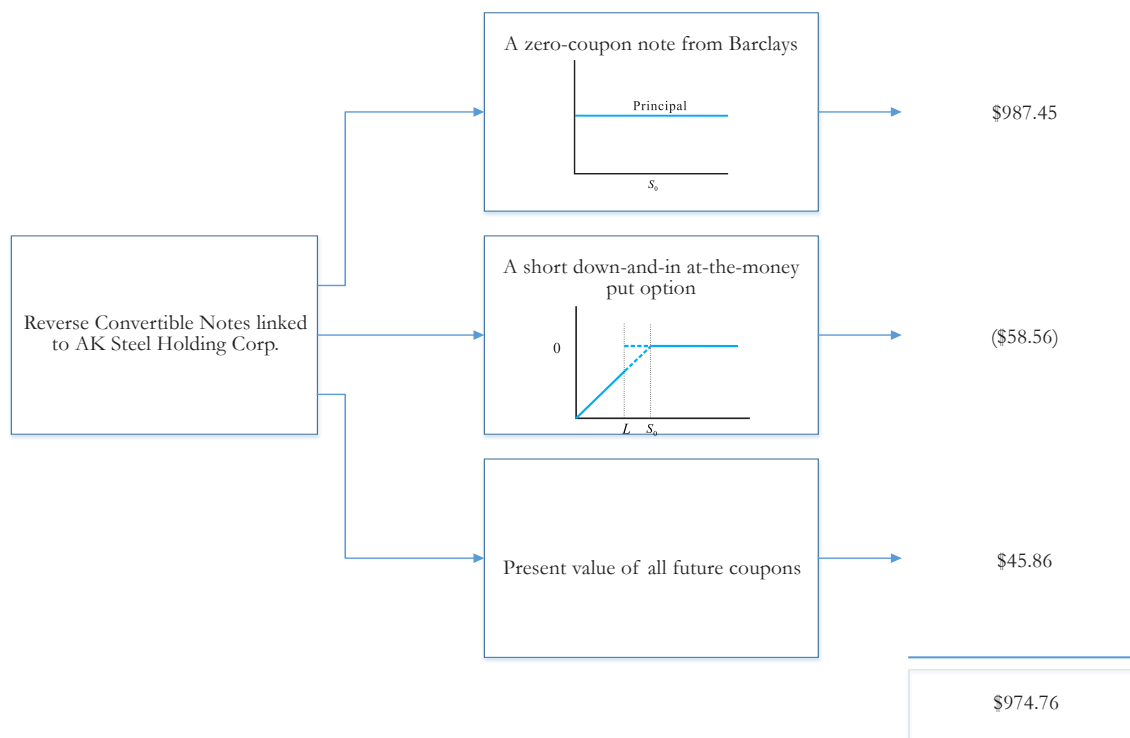 A zero-coupon note from Barclays
Principal
S₀
$987.45
Reverse Convertible Notes linked
to AK Steel Holding Corp.
A short down-and-in at-the-money
put option
0
L S₀
($58.56)
Present value of all future coupons
$45.86
$974.76